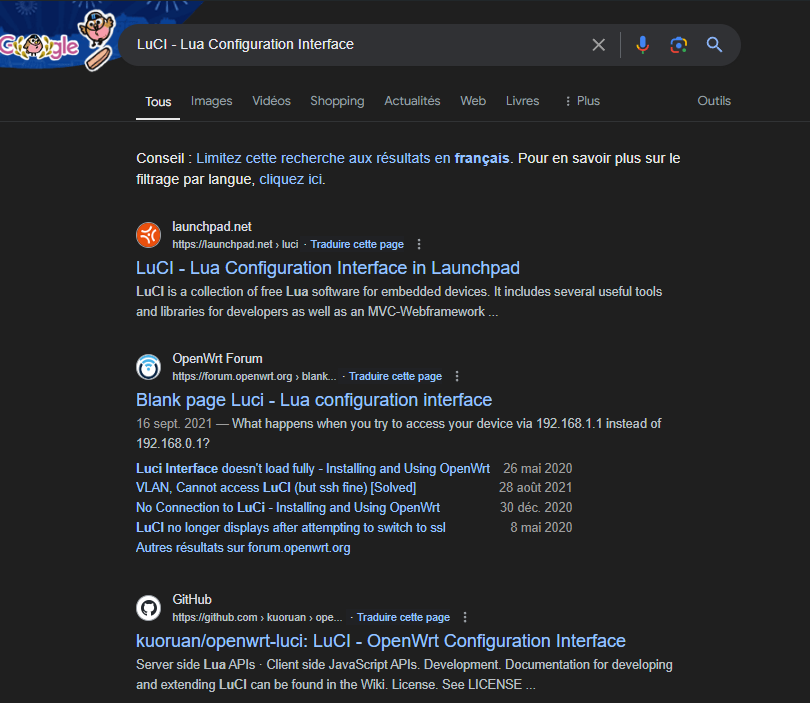 Google
LuCI - Lua Configuration Interface
Tous Images Vidéos Shopping Actualités Web Livres Plus Outils
Conseil : Limitez cette recherche aux résultats en français. Pour en savoir plus sur le
filtrage par langue, cliquez ici.
launchpad.net
https://launchpad.net › luci · Traduire cette page
LuCI - Lua Configuration Interface in Launchpad
LuCI is a collection of free Lua software for embedded devices. It includes several useful tools
and libraries for developers as well as an MVC-Webframework ...
OpenWrt Forum
https://forum.openwrt.org › blank... · Traduire cette page
Blank page Luci - Lua configuration interface
16 sept. 2021 — What happens when you try to access your device via 192.168.1.1 instead of
192.168.0.1?
Luci Interface doesn't load fully - Installing and Using OpenWrt 26 mai 2020
VLAN, Cannot access LuCI (but ssh fine) [Solved] 28 août 2021
No Connection to LuCi - Installing and Using OpenWrt 30 déc. 2020
LuCI no longer displays after attempting to switch to ssl 8 mai 2020
Autres résultats sur forum.openwrt.org
GitHub
https://github.com › kuoruan › ope... · Traduire cette page
kuoruan/openwrt-luci: LuCI - OpenWrt Configuration Interface
Server side Lua APIs · Client side JavaScript APIs. Development. Documentation for developing
and extending LuCI can be found in the Wiki. License. See LICENSE ...